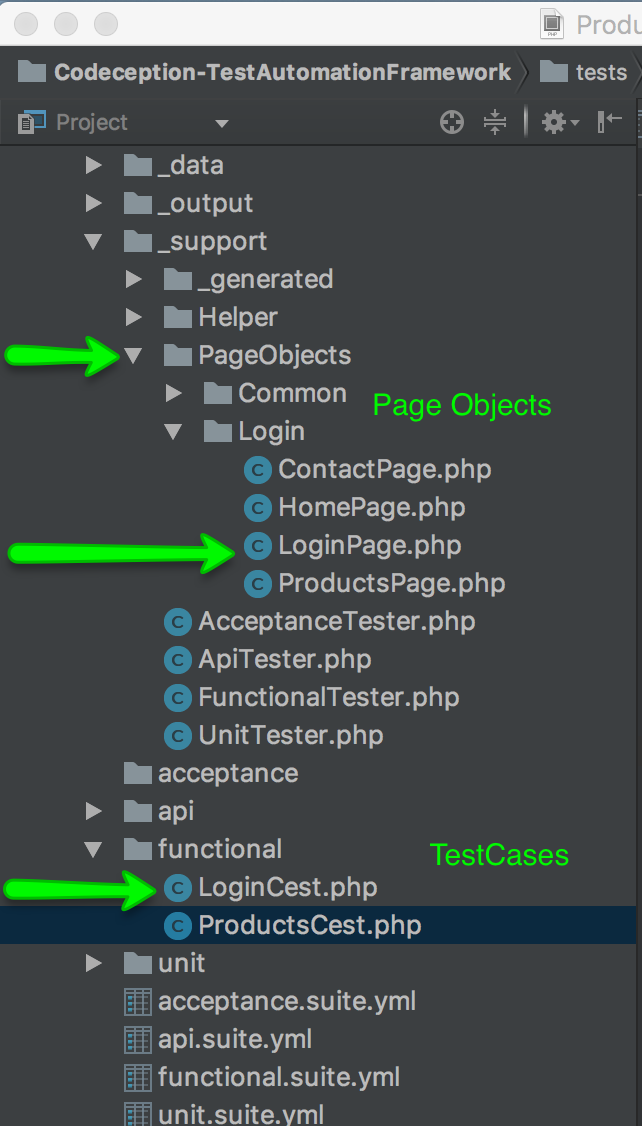 Produ
Codeception-TestAutomationFramework tests
Project
_data
_output
_support
_generated
Helper
PageObjects
Common
Page Objects
Login
ContactPage.php
HomePage.php
LoginPage.php
ProductsPage.php
AcceptanceTester.php
ApiTester.php
FunctionalTester.php
UnitTester.php
acceptance
api
functional
TestCases
LoginCest.php
ProductsCest.php
unit
acceptance.suite.yml
api.suite.yml
functional.suite.yml
unit.suite.yml